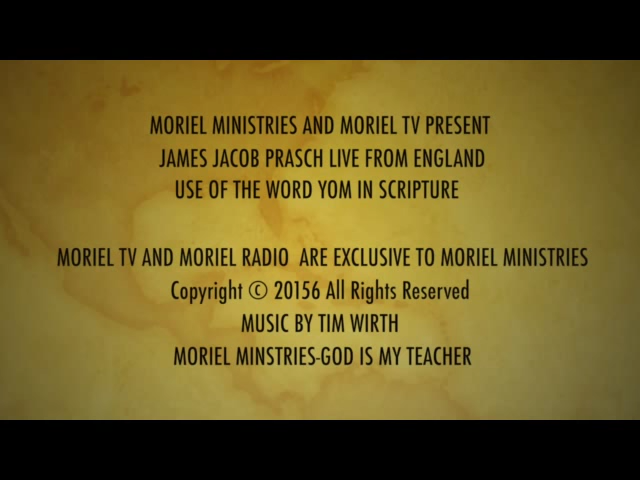 MORIEL MINISTRIES AND MORIEL TV PRESENT
JAMES JACOB PRASCH LIVE FROM ENGLAND
USE OF THE WORD YOM IN SCRIPTURE
MORIEL TV AND MORIEL RADIO  ARE EXCLUSIVE TO MORIEL MINISTRIES
Copyright © 20156 All Rights Reserved
MUSIC BY TIM WIRTH
MORIEL MINSTRIES-GOD IS MY TEACHER